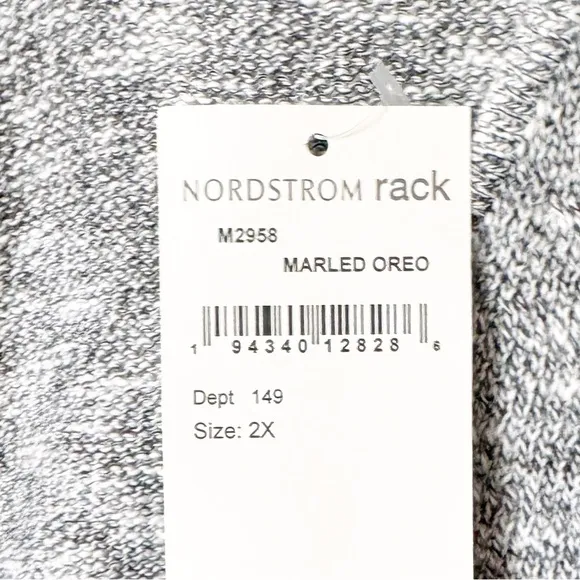 NORDSTROM rack
M2958
MARLED OREO
1 94340 12828 6
Dept 149
Size: 2X